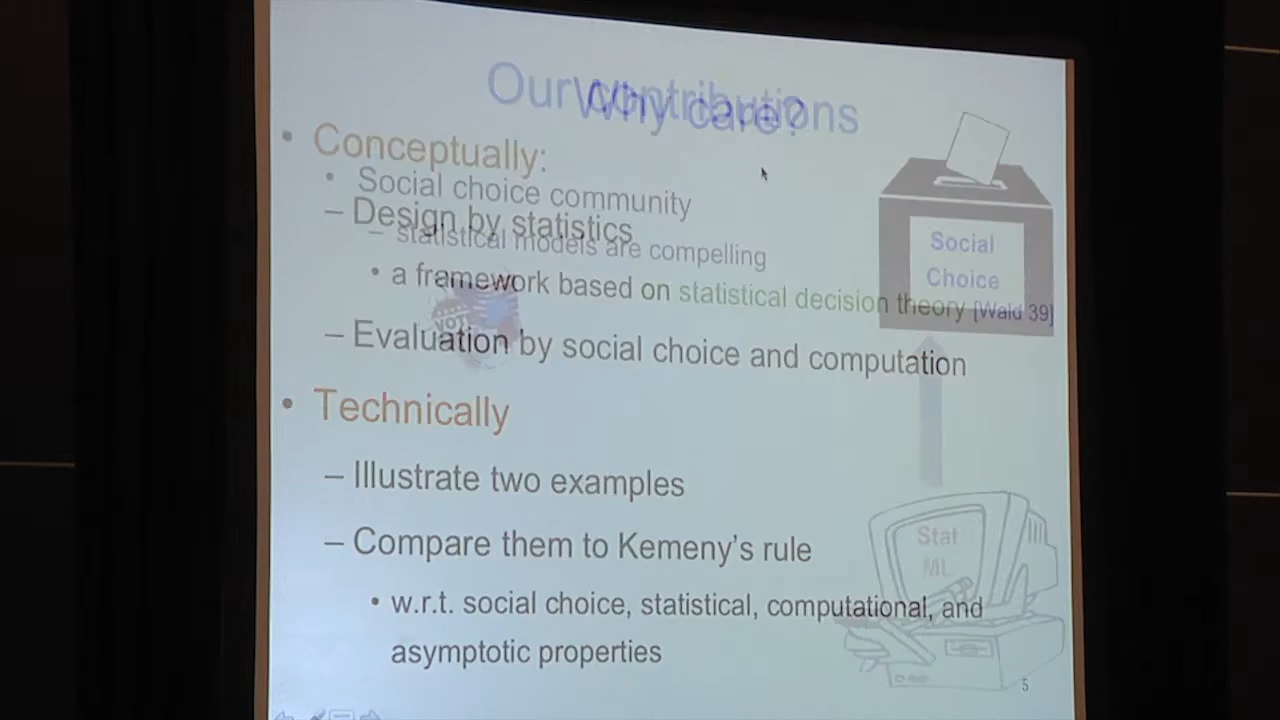 Our contributions
Why care?
• Conceptually:
• Social choice community
– Design by statistics
– statistical models are compelling
• a framework based on statistical decision theory [Wald 39]
VOTE
– Evaluation by social choice and computation
• Technically
– Illustrate two examples
– Compare them to Kemeny's rule
• w.r.t. social choice, statistical, computational, and
asymptotic properties
Social
Choice
Stat
ML
5